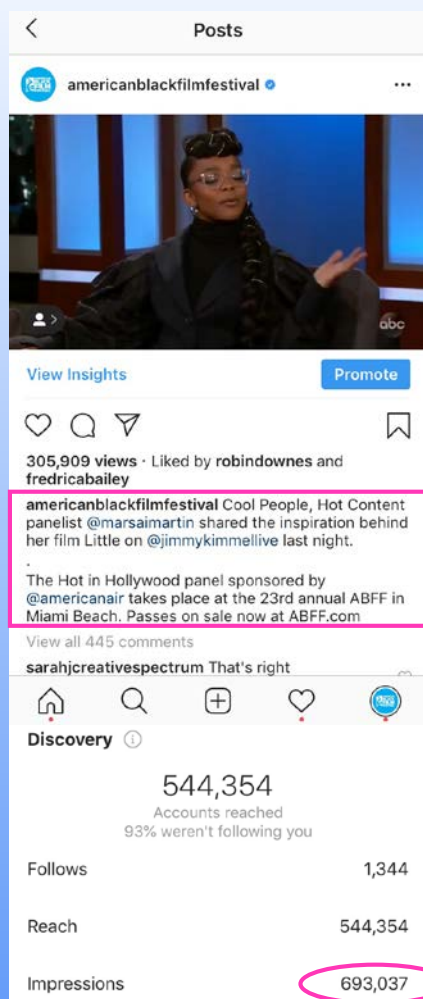 Posts
americanblackfilmfestival
abc
View Insights
Promote
305,909 views · Liked by robindownes and
fredricabailey
americanblackfilmfestival Cool People, Hot Content
panelist @marsaimartin shared the inspiration behind
her film Little on @jimmykimmellive last night.
.
The Hot in Hollywood panel sponsored by
@americanair takes place at the 23rd annual ABFF in
Miami Beach. Passes on sale now at ABFF.com
View all 445 comments
sarahjcreativespectrum That's right
Discovery
544,354
Accounts reached
93% weren't following you
Follows
1,344
Reach
544,354
Impressions
693,037